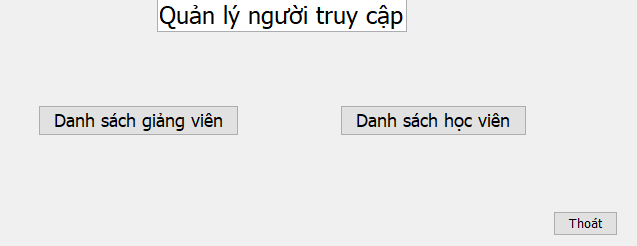 Quản lý người truy cập
Danh sách giảng viên
Danh sách học viên
Thoát